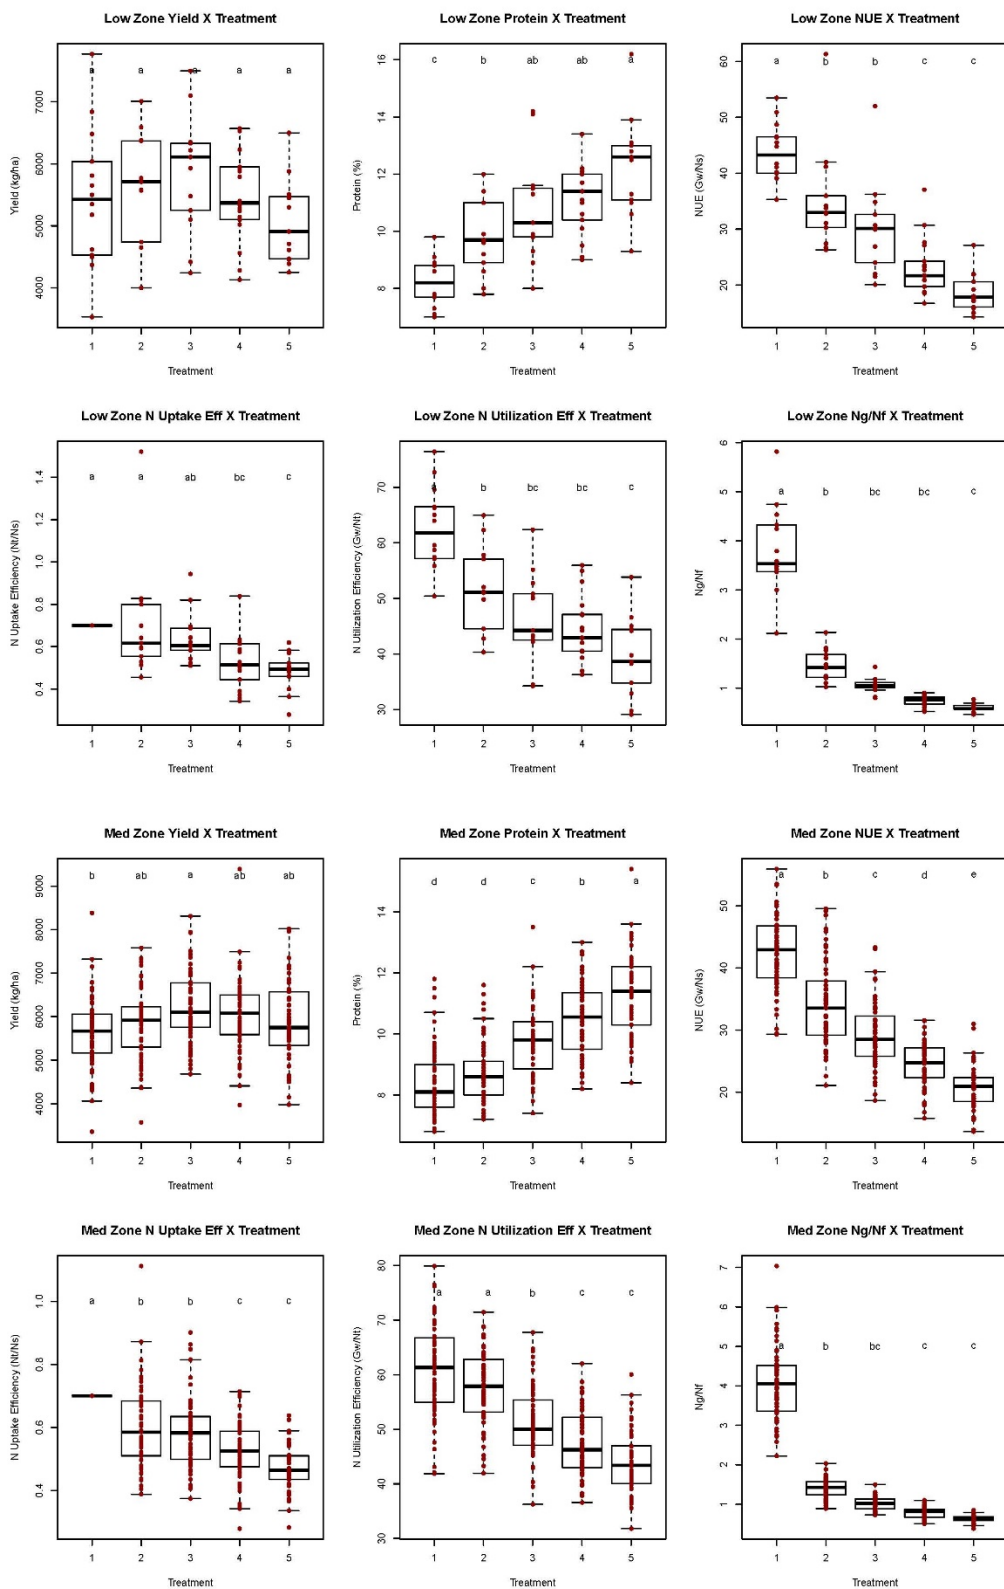 Low Zone Yield X Treatment
Yield (kg/ha)
7000
6000
5000
4000
a a a a a
1 2 3 4 5
Treatment
Low Zone Protein X Treatment
Protein (%)
16
14
12
10
8
c b ab ab a
1 2 3 4 5
Treatment
Low Zone NUE X Treatment
NUE (Gw/Ns)
60
50
40
30
20
a b b c c
1 2 3 4 5
Treatment
Low Zone N Uptake Eff X Treatment
N Uptake Efficiency (Nt/Ns)
1.4
1.2
1.0
0.8
0.6
0.4
a a ab bc c
1 2 3 4 5
Treatment
Low Zone N Utilization Eff X Treatment
N Utilization Efficiency (Gw/Nt)
70
60
50
40
30
a b bc bc c
1 2 3 4 5
Treatment
Low Zone Ng/Nf X Treatment
Ng/Nf
6
5
4
3
2
1
a b bc bc c
1 2 3 4 5
Treatment
Med Zone Yield X Treatment
Yield (kg/ha)
9000
8000
7000
6000
5000
4000
b ab a ab ab
1 2 3 4 5
Treatment
Med Zone Protein X Treatment
Protein (%)
14
12
10
8
d d c b a
1 2 3 4 5
Treatment
Med Zone NUE X Treatment
NUE (Gw/Ns)
50
40
30
20
a b c d e
1 2 3 4 5
Treatment
Med Zone N Uptake Eff X Treatment
N Uptake Efficiency (Nt/Ns)
1.0
0.8
0.6
0.4
a b b c c
1 2 3 4 5
Treatment
Med Zone N Utilization Eff X Treatment
N Utilization Efficiency (Gw/Nt)
80
70
60
50
40
30
a a b c c
1 2 3 4 5
Treatment
Med Zone Ng/Nf X Treatment
Ng/Nf
7
6
5
4
3
2
1
a b bc c c
1 2 3 4 5
Treatment